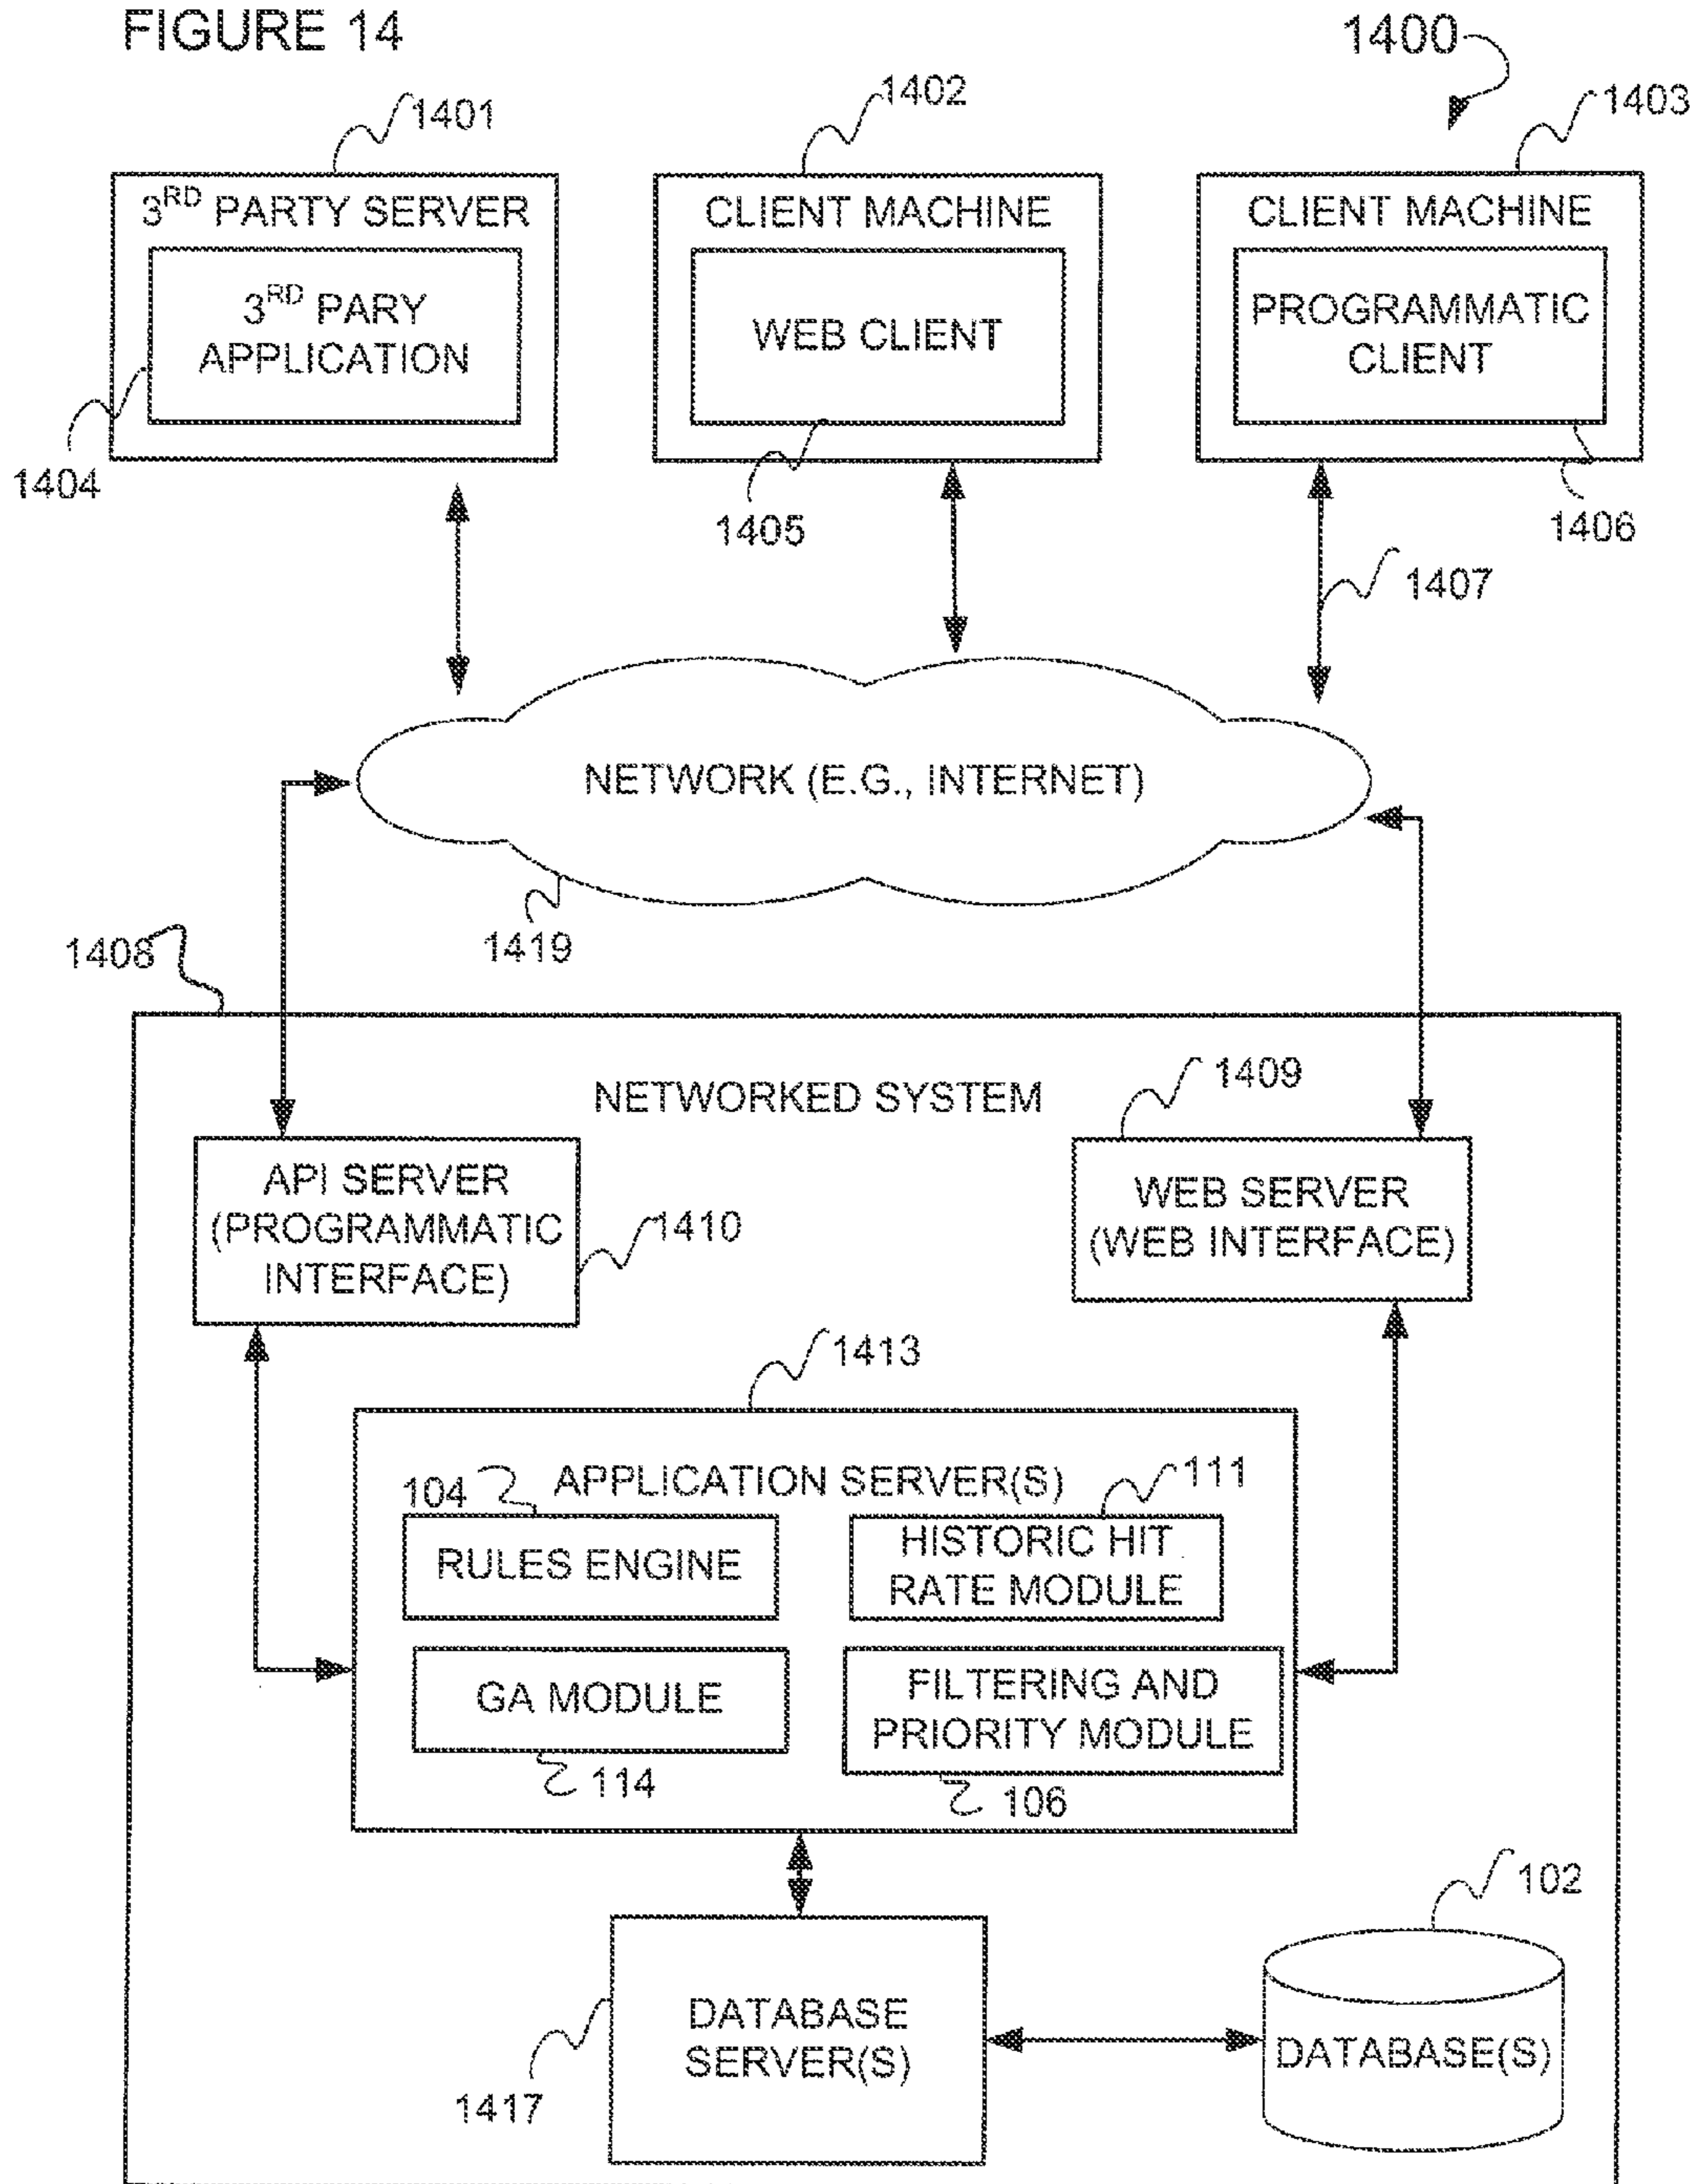 FIGURE 14
1400
1401
1402
1403
3RD PARTY SERVER
3RD PARY
APPLICATION
1404
CLIENT MACHINE
WEB CLIENT
1405
CLIENT MACHINE
PROGRAMMATIC
CLIENT
1406
1407
NETWORK (E.G., INTERNET)
1419
1408
NETWORKED SYSTEM
1409
API SERVER
(PROGRAMMATIC
INTERFACE)
1410
WEB SERVER
(WEB INTERFACE)
1413
APPLICATION SERVER(S)
104
111
RULES ENGINE
HISTORIC HIT
RATE MODULE
GA MODULE
114
FILTERING AND
PRIORITY MODULE
106
102
DATABASE
SERVER(S)
1417
DATABASE(S)